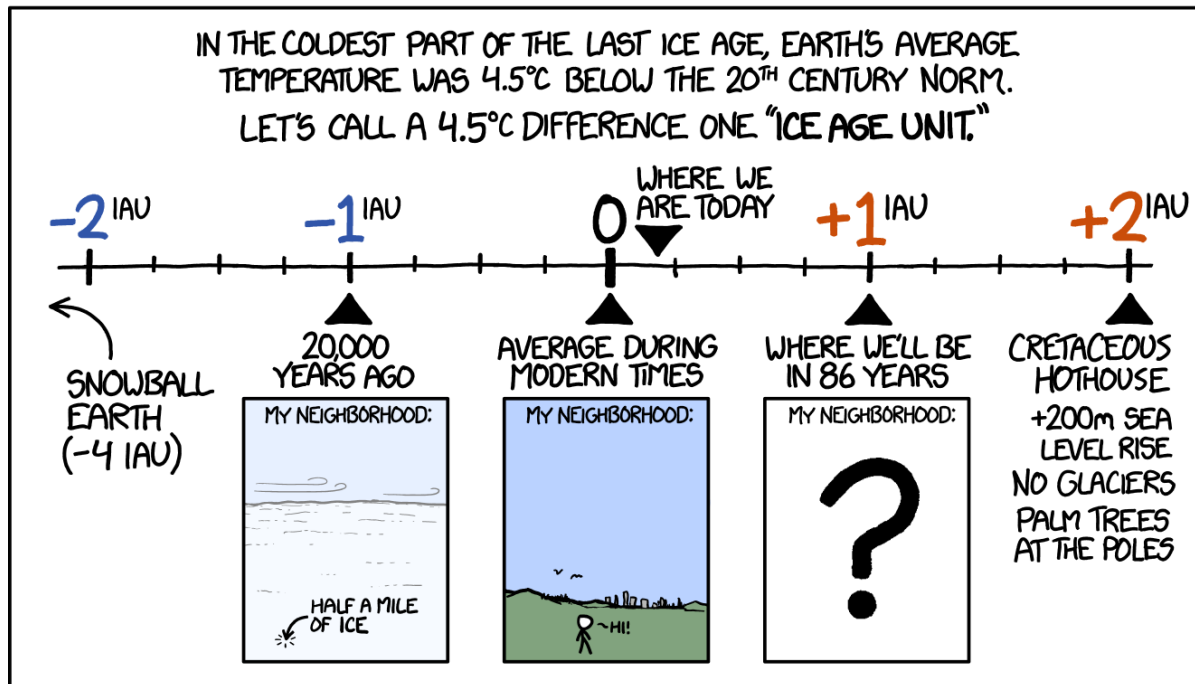 IN THE COLDEST PART OF THE LAST ICE AGE, EARTH'S AVERAGE
TEMPERATURE WAS 4.5°C BELOW THE 20TH CENTURY NORM.
LET'S CALL A 4.5°C DIFFERENCE ONE "ICE AGE UNIT."
-2 IAU
-1 IAU
0
WHERE WE
ARE TODAY
+1 IAU
+2 IAU
SNOWBALL
EARTH
(-4 IAU)
20,000
YEARS AGO
MY NEIGHBORHOOD:
HALF A MILE
OF ICE
AVERAGE DURING
MODERN TIMES
MY NEIGHBORHOOD:
HI!
WHERE WE'LL BE
IN 86 YEARS
MY NEIGHBORHOOD:
?
CRETACEOUS
HOTHOUSE
+200m SEA
LEVEL RISE
NO GLACIERS
PALM TREES
AT THE POLES